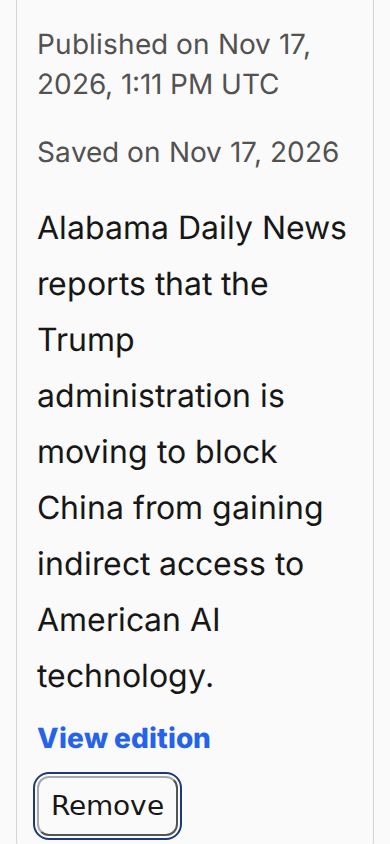 Published on Nov 17,
2026, 1:11 PM UTC
Saved on Nov 17, 2026
Alabama Daily News
reports that the
Trump
administration is
moving to block
China from gaining
indirect access to
American AI
technology.
View edition
Remove